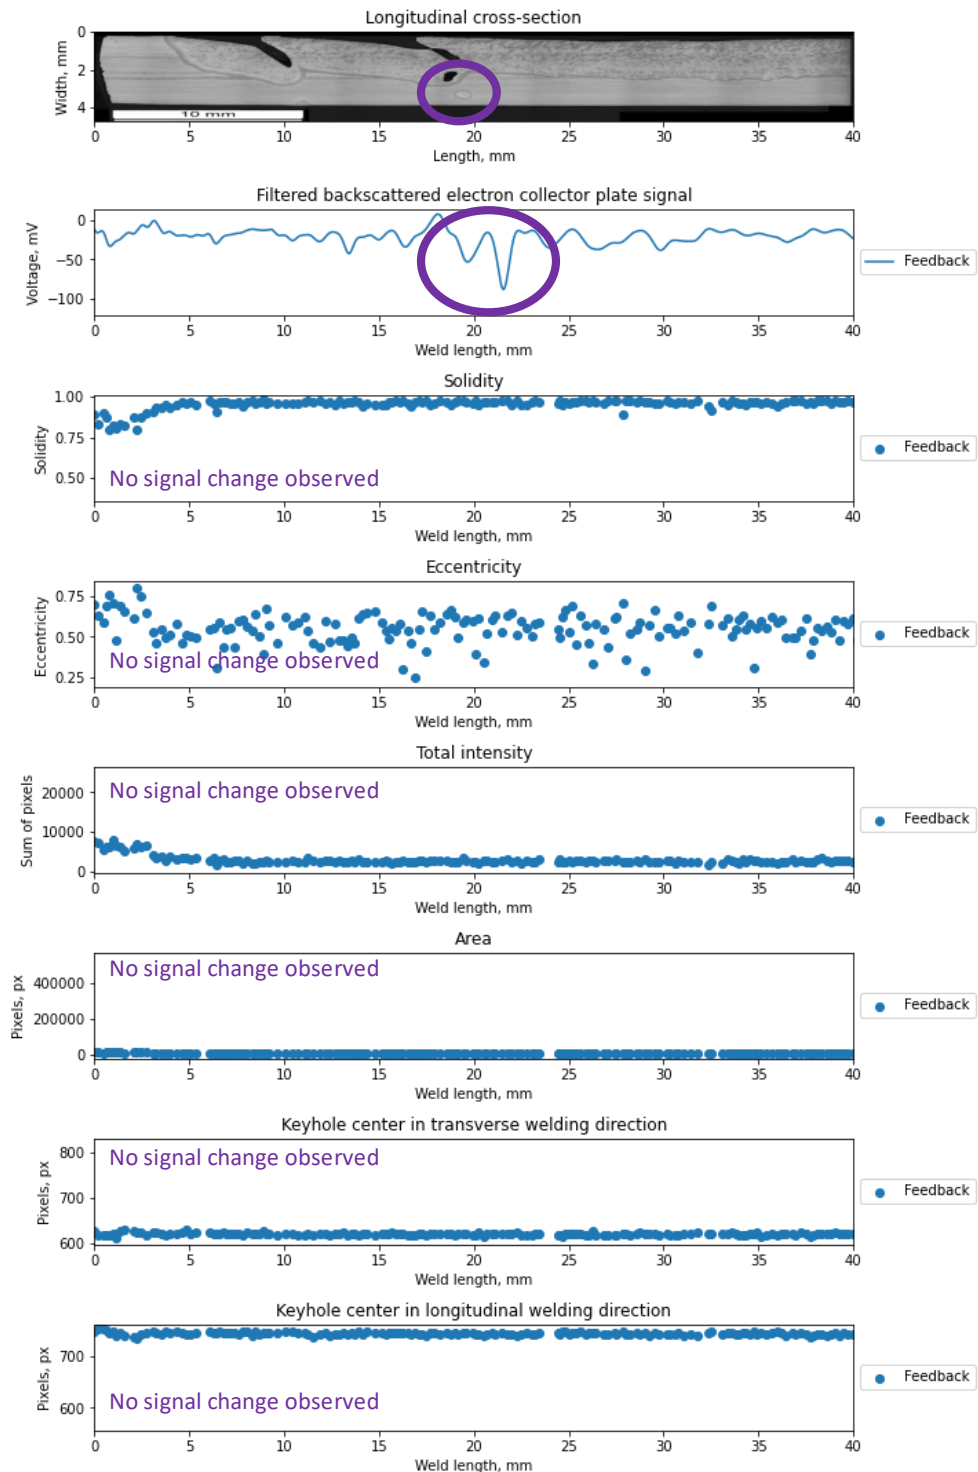 Longitudinal cross-section
Width, mm
0
2
4
10 mm
0 5 10 15 20 25 30 35 40
Length, mm
Filtered backscattered electron collector plate signal
Voltage, mV
0
−50
−100
Feedback
0 5 10 15 20 25 30 35 40
Weld length, mm
Solidity
Solidity
1.00
0.75
0.50
No signal change observed
Feedback
0 5 10 15 20 25 30 35 40
Weld length, mm
Eccentricity
Eccentricity
0.75
0.50
0.25
No signal change observed
Feedback
0 5 10 15 20 25 30 35 40
Weld length, mm
Total intensity
Sum of pixels
20000
10000
0
No signal change observed
Feedback
0 5 10 15 20 25 30 35 40
Weld length, mm
Area
Pixels, px
400000
200000
0
No signal change observed
Feedback
0 5 10 15 20 25 30 35 40
Weld length, mm
Keyhole center in transverse welding direction
Pixels, px
800
700
600
No signal change observed
Feedback
0 5 10 15 20 25 30 35 40
Weld length, mm
Keyhole center in longitudinal welding direction
Pixels, px
700
600
No signal change observed
Feedback
0 5 10 15 20 25 30 35 40
Weld length, mm